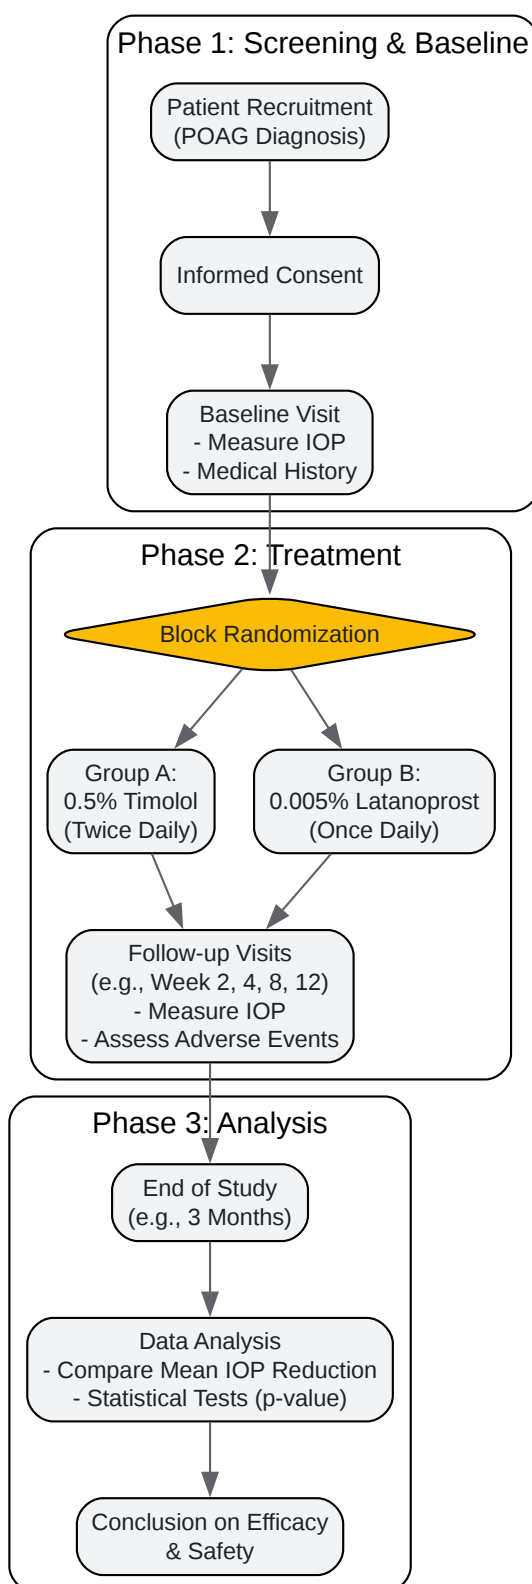 Phase 1: Screening & Baseline
Patient Recruitment
(POAG Diagnosis)
Informed Consent
Baseline Visit
- Measure IOP
- Medical History
Phase 2: Treatment
Block Randomization
Group A:
0.5% Timolol
(Twice Daily)
Group B:
0.005% Latanoprost
(Once Daily)
Follow-up Visits
(e.g., Week 2, 4, 8, 12)
- Measure IOP
- Assess Adverse Events
Phase 3: Analysis
End of Study
(e.g., 3 Months)
Data Analysis
- Compare Mean IOP Reduction
- Statistical Tests (p-value)
Conclusion on Efficacy
& Safety